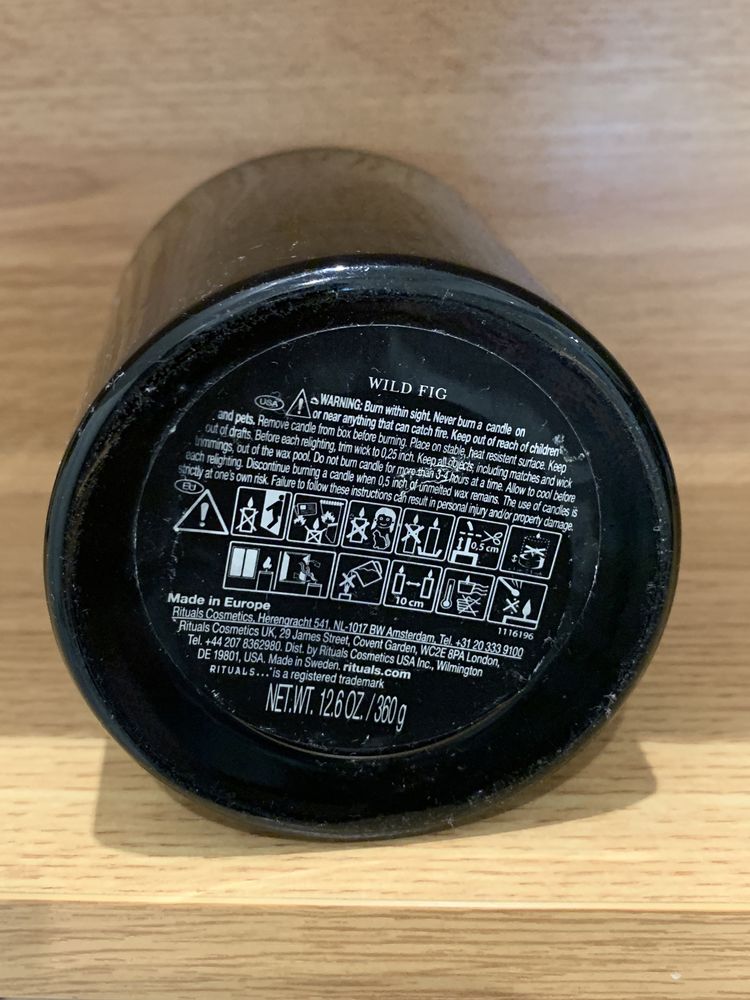 WILD FIG
USA WARNING: Burn within sight. Never burn a candle on
or near anything that can catch fire. Keep out of reach of children
and pets. Remove candle from box before burning. Place on stable, heat resistant surface. Keep
out of drafts. Before each relighting, trim wick to 0,25 inch. Keep all objects, including matches and wick
trimmings, out of the wax pool. Do not burn candle for more than 3-4 hours at a time. Allow to cool before
each relighting. Discontinue burning a candle when 0,5 inch of unmelted wax remains. The use of candles is
strictly at one's own risk. Failure to follow these instructions can result in personal injury and/or property damage.
EU
0,5 cm
10 cm
1116196
Made in Europe
Rituals Cosmetics, Herengracht 541, NL-1017 BW Amsterdam, Tel. +31 20 333 9100
Rituals Cosmetics UK, 29 James Street, Covent Garden, WC2E 8PA London,
Tel. +44 207 8362980. Dist. by Rituals Cosmetics USA Inc., Wilmington
DE 19801, USA. Made in Sweden. rituals.com
RITUALS...® is a registered trademark
NET.WT. 12.6 OZ. / 360 g